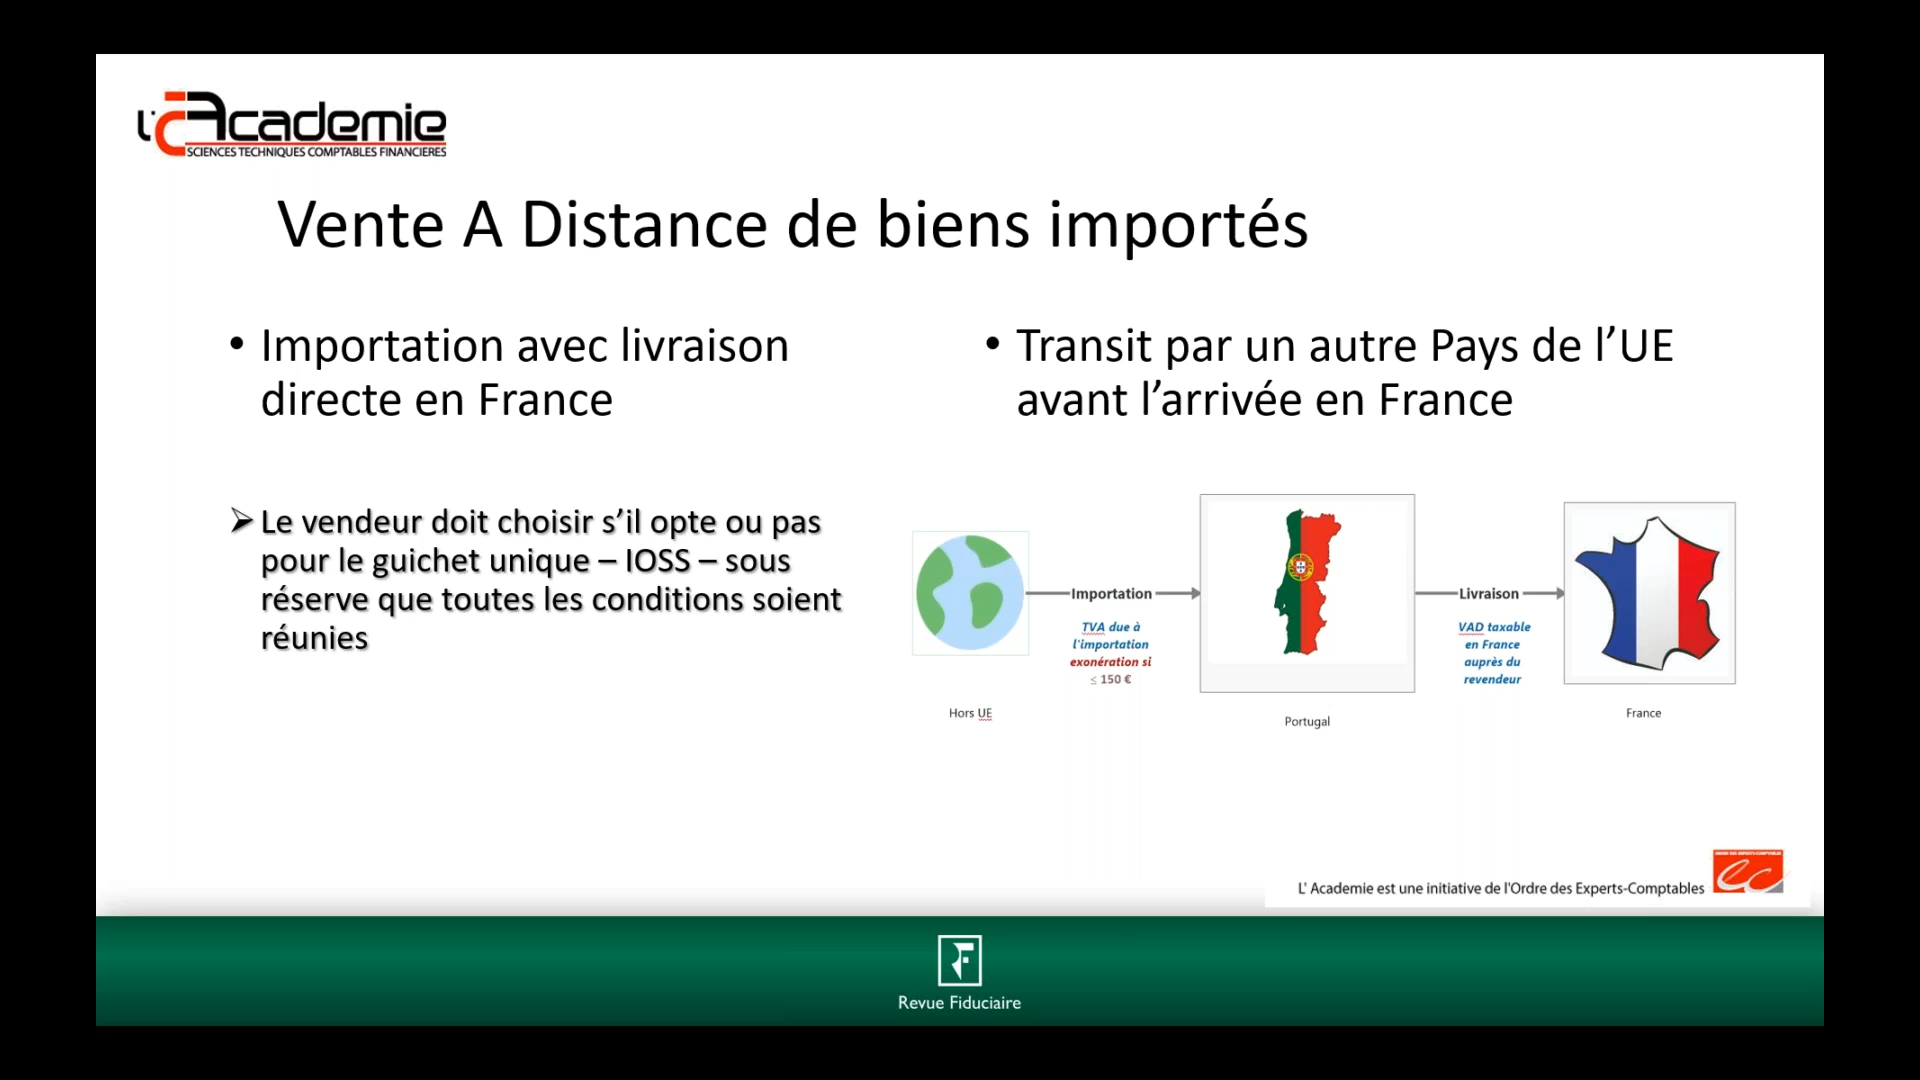 L'Academie
SCIENCES TECHNIQUES COMPTABLES FINANCIERES
Vente A Distance de biens importés
• Importation avec livraison
directe en France
➢ Le vendeur doit choisir s’il opte ou pas
pour le guichet unique – IOSS – sous
réserve que toutes les conditions soient
réunies
• Transit par un autre Pays de l’UE
avant l’arrivée en France
Importation
TVA due à
l'importation
exonération si
≤ 150 €
Livraison
VAD taxable
en France
auprès du
revendeur
Hors UE
Portugal
France
L' Academie est une initiative de l'Ordre des Experts-Comptables
ec
Revue Fiduciaire